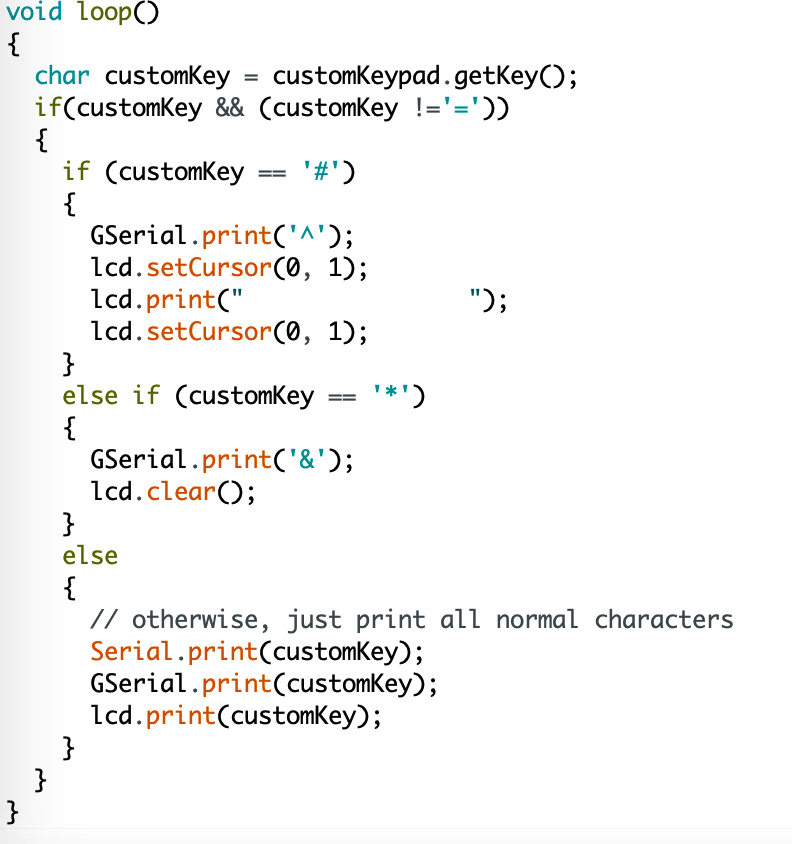 void loop()
{
  char customKey = customKeypad.getKey();
  if(customKey && (customKey !='='))
  {
    if (customKey == '#')
    {
      GSerial.print('^');
      lcd.setCursor(0, 1);
      lcd.print("                ");
      lcd.setCursor(0, 1);
    }
    else if (customKey == '*')
    {
      GSerial.print('&');
      lcd.clear();
    }
    else
    {
      // otherwise, just print all normal characters
      Serial.print(customKey);
      GSerial.print(customKey);
      lcd.print(customKey);
    }
  }
}